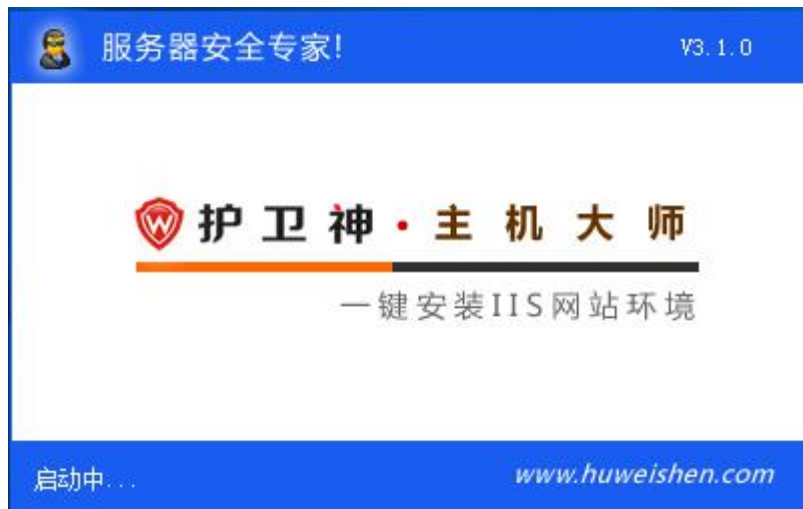 服务器安全专家!
V3.1.0
W
护卫神·主机大师
一键安装IIS网站环境
启动中...
www.huweishen.com